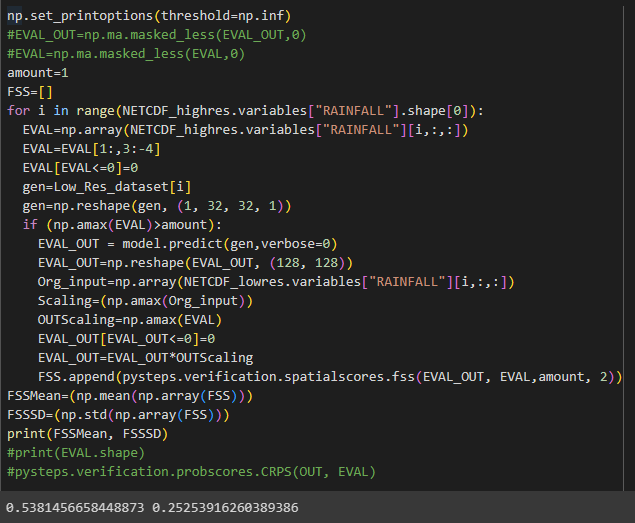 np.set_printoptions(threshold=np.inf)
#EVAL_OUT=np.ma.masked_less(EVAL_OUT,0)
#EVAL=np.ma.masked_less(EVAL,0)
amount=1
FSS=[]
for i in range(NETCDF_highres.variables["RAINFALL"].shape[0]):
  EVAL=np.array(NETCDF_highres.variables["RAINFALL"][i,:,:])
  EVAL=EVAL[1:,3:-4]
  EVAL[EVAL<=0]=0
  gen=Low_Res_dataset[i]
  gen=np.reshape(gen, (1, 32, 32, 1))
  if (np.amax(EVAL)>amount):
    EVAL_OUT = model.predict(gen,verbose=0)
    EVAL_OUT=np.reshape(EVAL_OUT, (128, 128))
    Org_input=np.array(NETCDF_lowres.variables["RAINFALL"][i,:,:])
    Scaling=(np.amax(Org_input))
    OUTScaling=np.amax(EVAL)
    EVAL_OUT[EVAL_OUT<=0]=0
    EVAL_OUT=EVAL_OUT*OUTScaling
    FSS.append(pysteps.verification.spatialscores.fss(EVAL_OUT, EVAL,amount, 2))
FSSMean=(np.mean(np.array(FSS)))
FSSSD=(np.std(np.array(FSS)))
print(FSSMean, FSSSD)
#print(EVAL.shape)
#pysteps.verification.probscores.CRPS(OUT, EVAL)
0.5381456658448873 0.25253916260389386